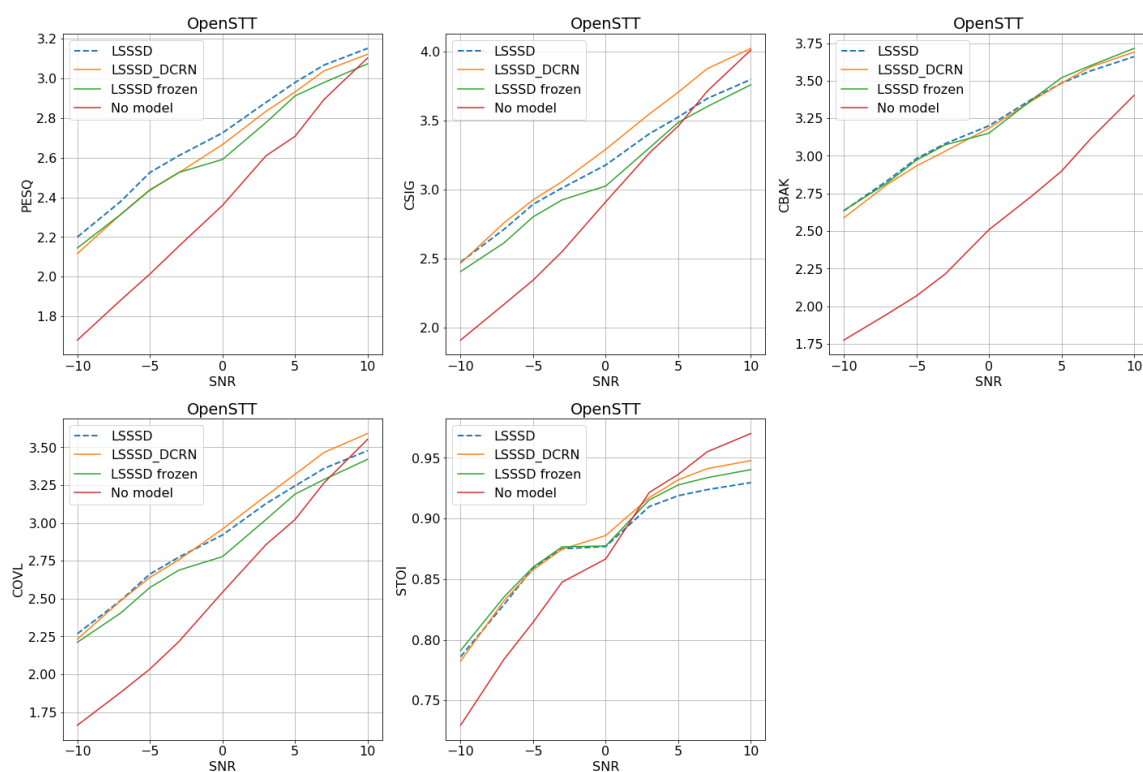 OpenSTT
PESQ
3.2
3.0
2.8
2.6
2.4
2.2
2.0
1.8
LSSSD
LSSSD_DCRN
LSSSD frozen
No model
−10
−5
0
5
10
SNR
OpenSTT
CSIG
4.0
3.5
3.0
2.5
2.0
LSSSD
LSSSD_DCRN
LSSSD frozen
No model
−10
−5
0
5
10
SNR
OpenSTT
CBAK
3.75
3.50
3.25
3.00
2.75
2.50
2.25
2.00
1.75
LSSSD
LSSSD_DCRN
LSSSD frozen
No model
−10
−5
0
5
10
SNR
OpenSTT
COVL
3.50
3.25
3.00
2.75
2.50
2.25
2.00
1.75
LSSSD
LSSSD_DCRN
LSSSD frozen
No model
−10
−5
0
5
10
SNR
OpenSTT
STOI
0.95
0.90
0.85
0.80
0.75
LSSSD
LSSSD_DCRN
LSSSD frozen
No model
−10
−5
0
5
10
SNR